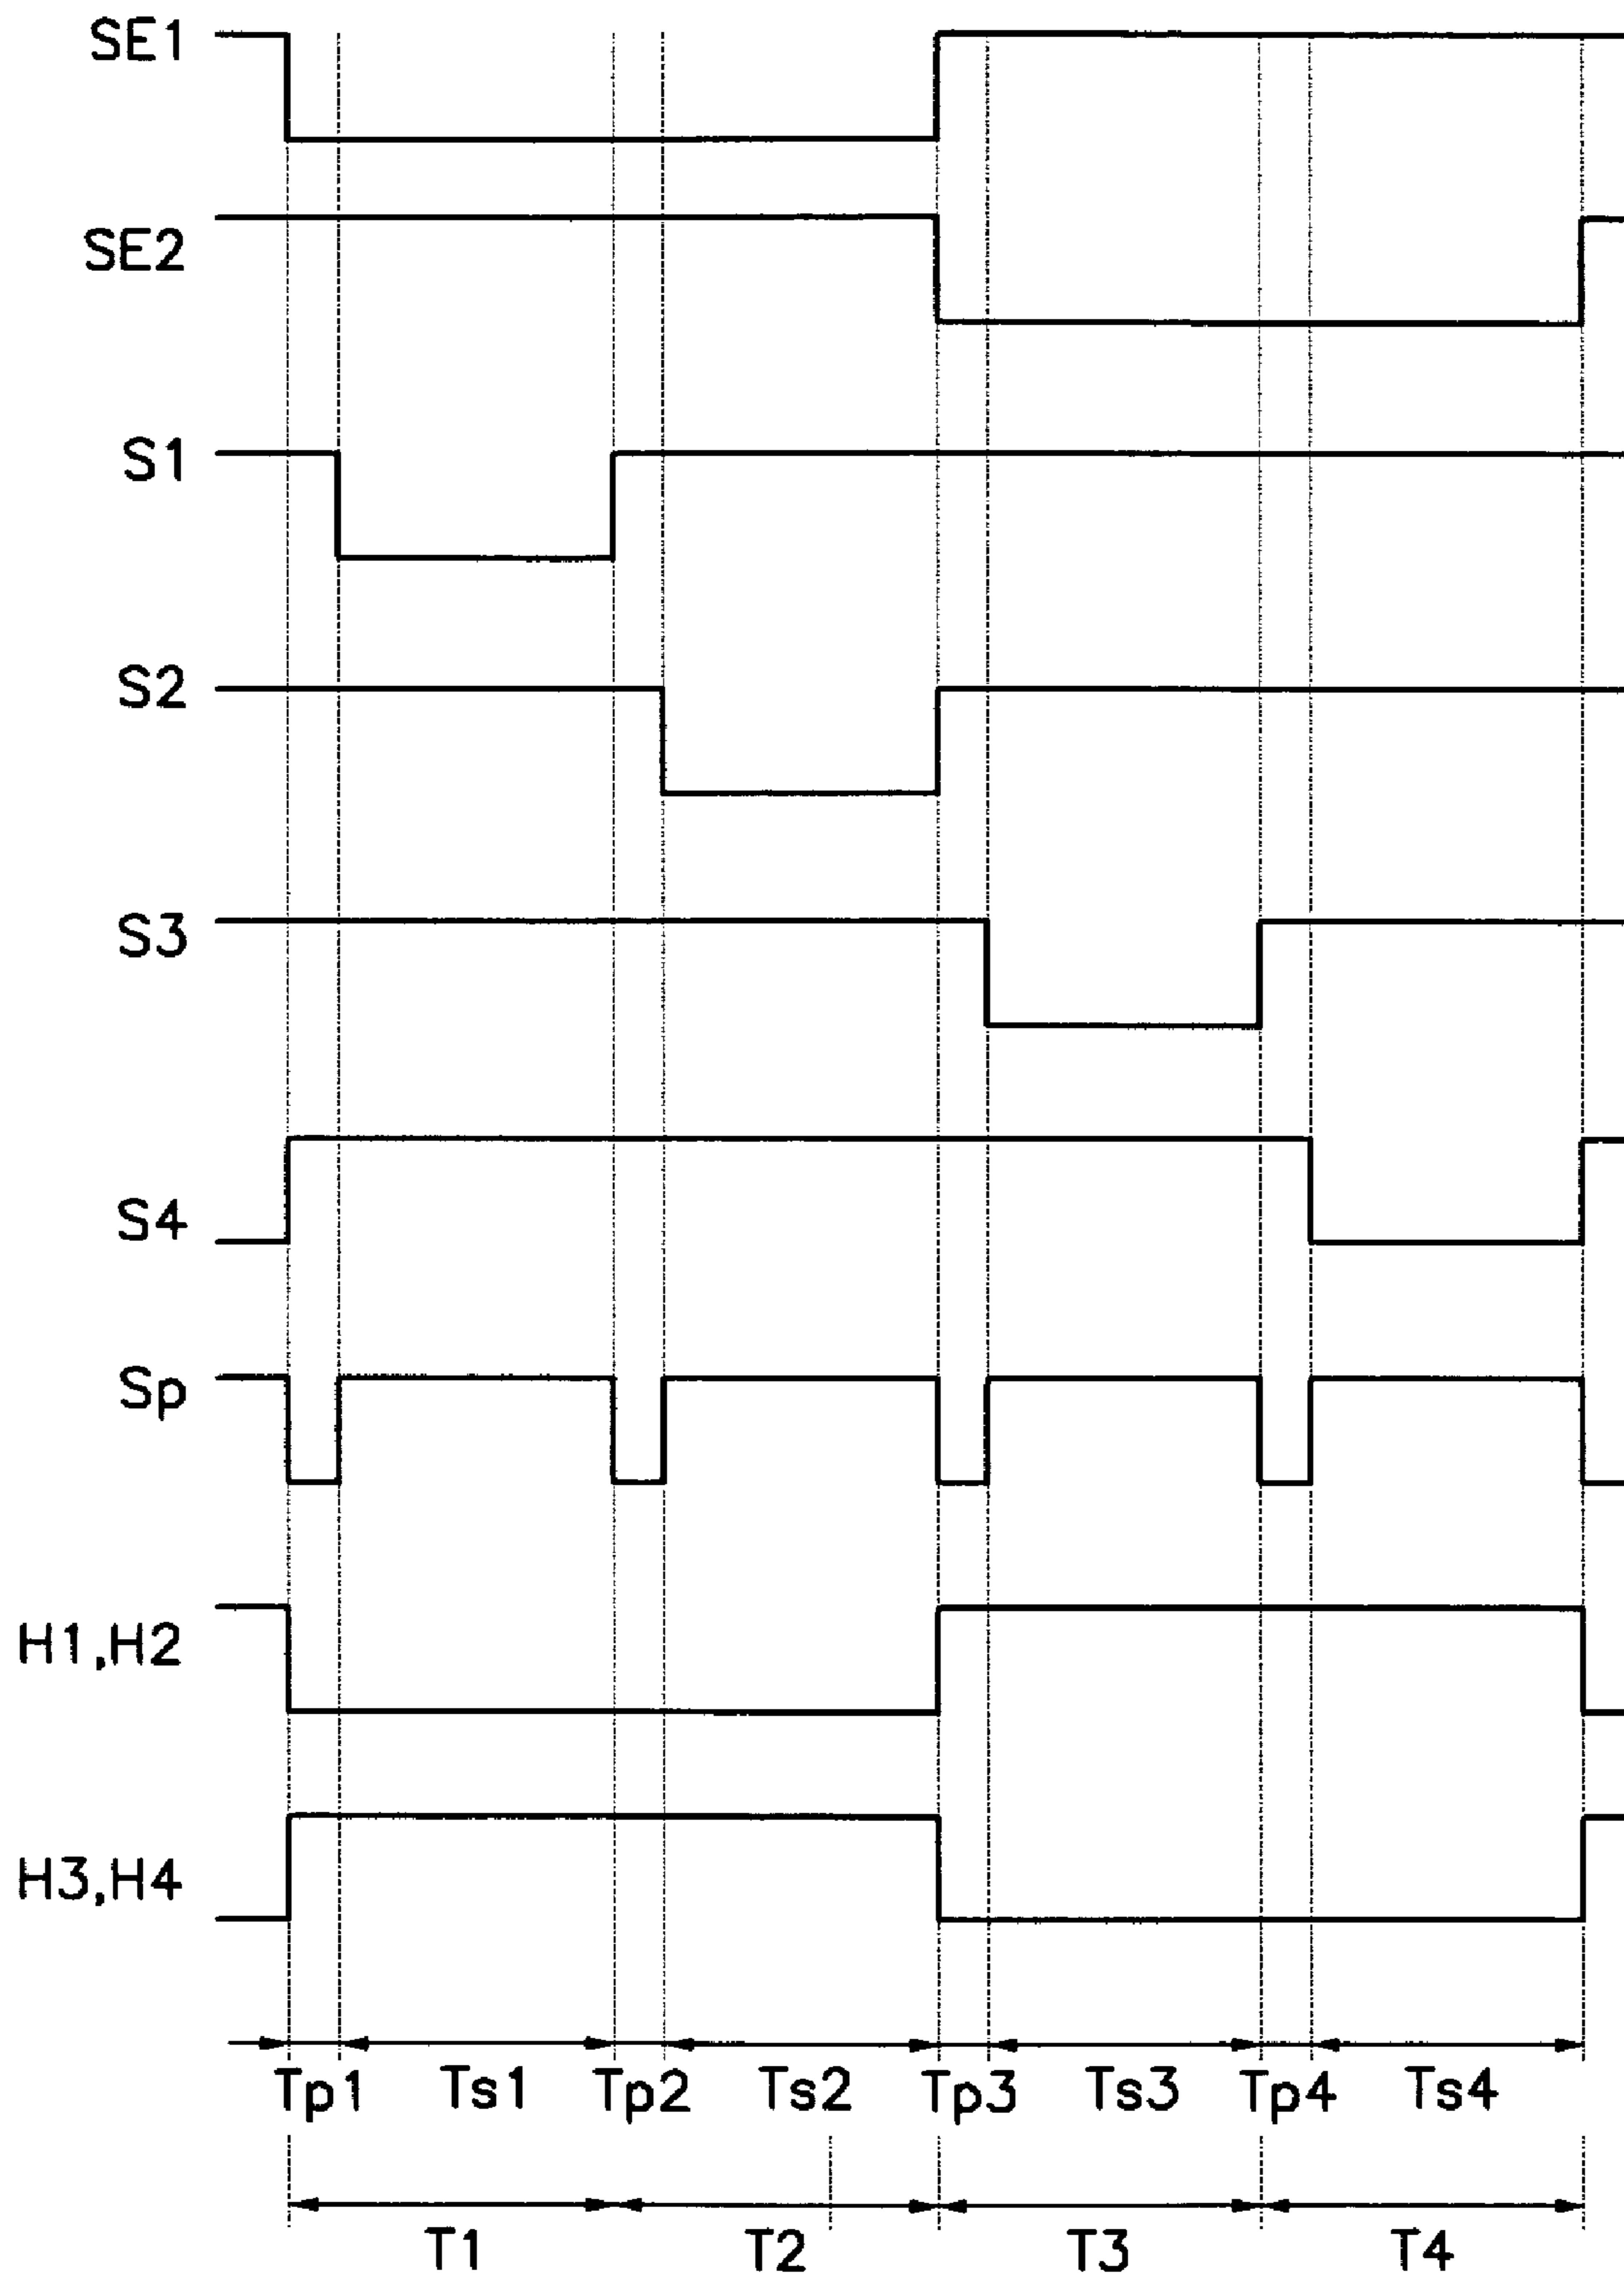 SE1
SE2
S1
S2
S3
S4
Sp
H1,H2
H3,H4
Tp1 Ts1 Tp2 Ts2 Tp3 Ts3 Tp4 Ts4
T1 T2 T3 T4